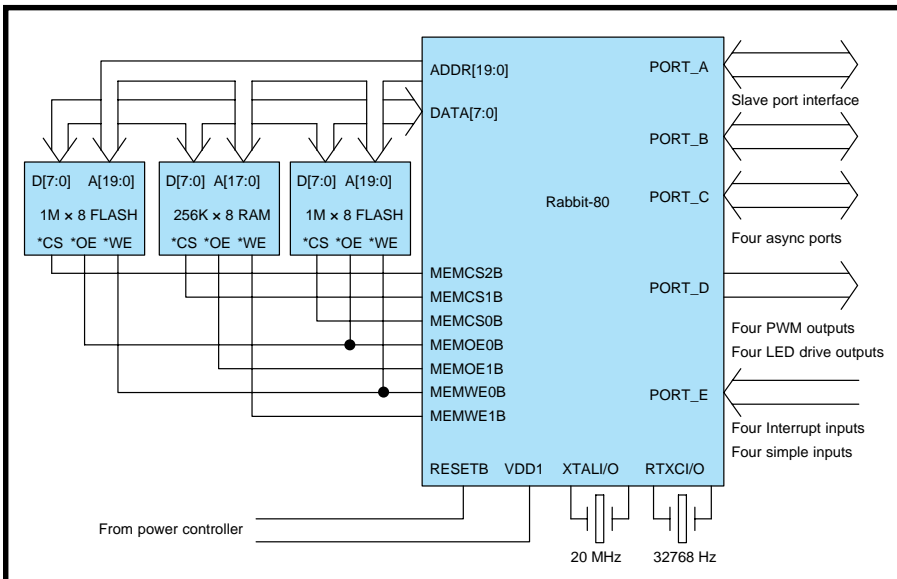 ADDR[19:0]
DATA[7:0]
PORT_A
Slave port interface
PORT_B
PORT_C
Four async ports
Rabbit-80
D[7:0] A[19:0]
1M × 8 FLASH
*CS *OE *WE
D[7:0] A[17:0]
256K × 8 RAM
*CS *OE *WE
D[7:0] A[19:0]
1M × 8 FLASH
*CS *OE *WE
MEMCS2B
MEMCS1B
MEMCS0B
MEMOE0B
MEMOE1B
MEMWE0B
MEMWE1B
PORT_D
Four PWM outputs
Four LED drive outputs
PORT_E
Four Interrupt inputs
Four simple inputs
RESETB VDD1 XTALI/O RTXCI/O
From power controller
20 MHz
32768 Hz